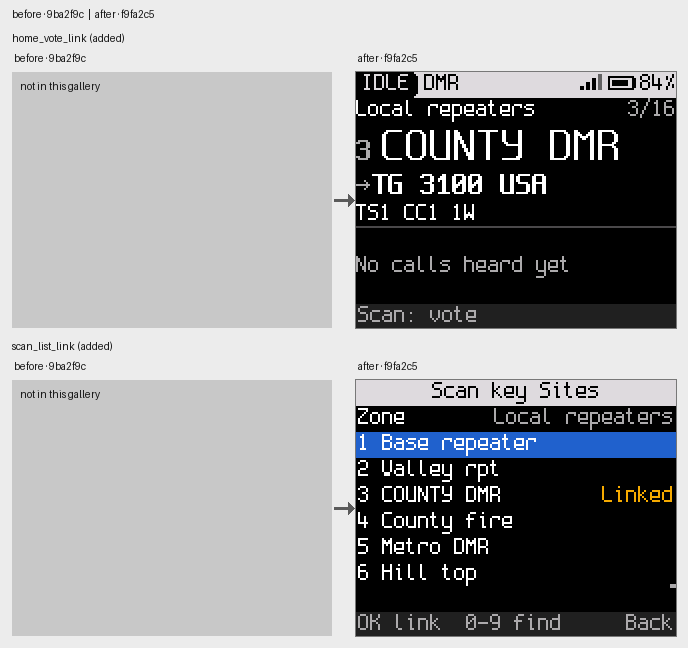 before·9ba2f9c | after·f9fa2c5
home_vote_link (added)
before·9ba2f9c
after·f9fa2c5
not in this gallery
IDLE DMR 84%
Local repeaters 3/16
3 COUNTY DMR
→TG 3100 USA
TS1 CC1 1W
No calls heard yet
Scan: vote
scan_list_link (added)
before·9ba2f9c
after·f9fa2c5
not in this gallery
Scan key Sites
Zone Local repeaters
1 Base repeater
2 Valley rpt
3 COUNTY DMR Linked
4 County fire
5 Metro DMR
6 Hill top
OK link 0-9 find Back